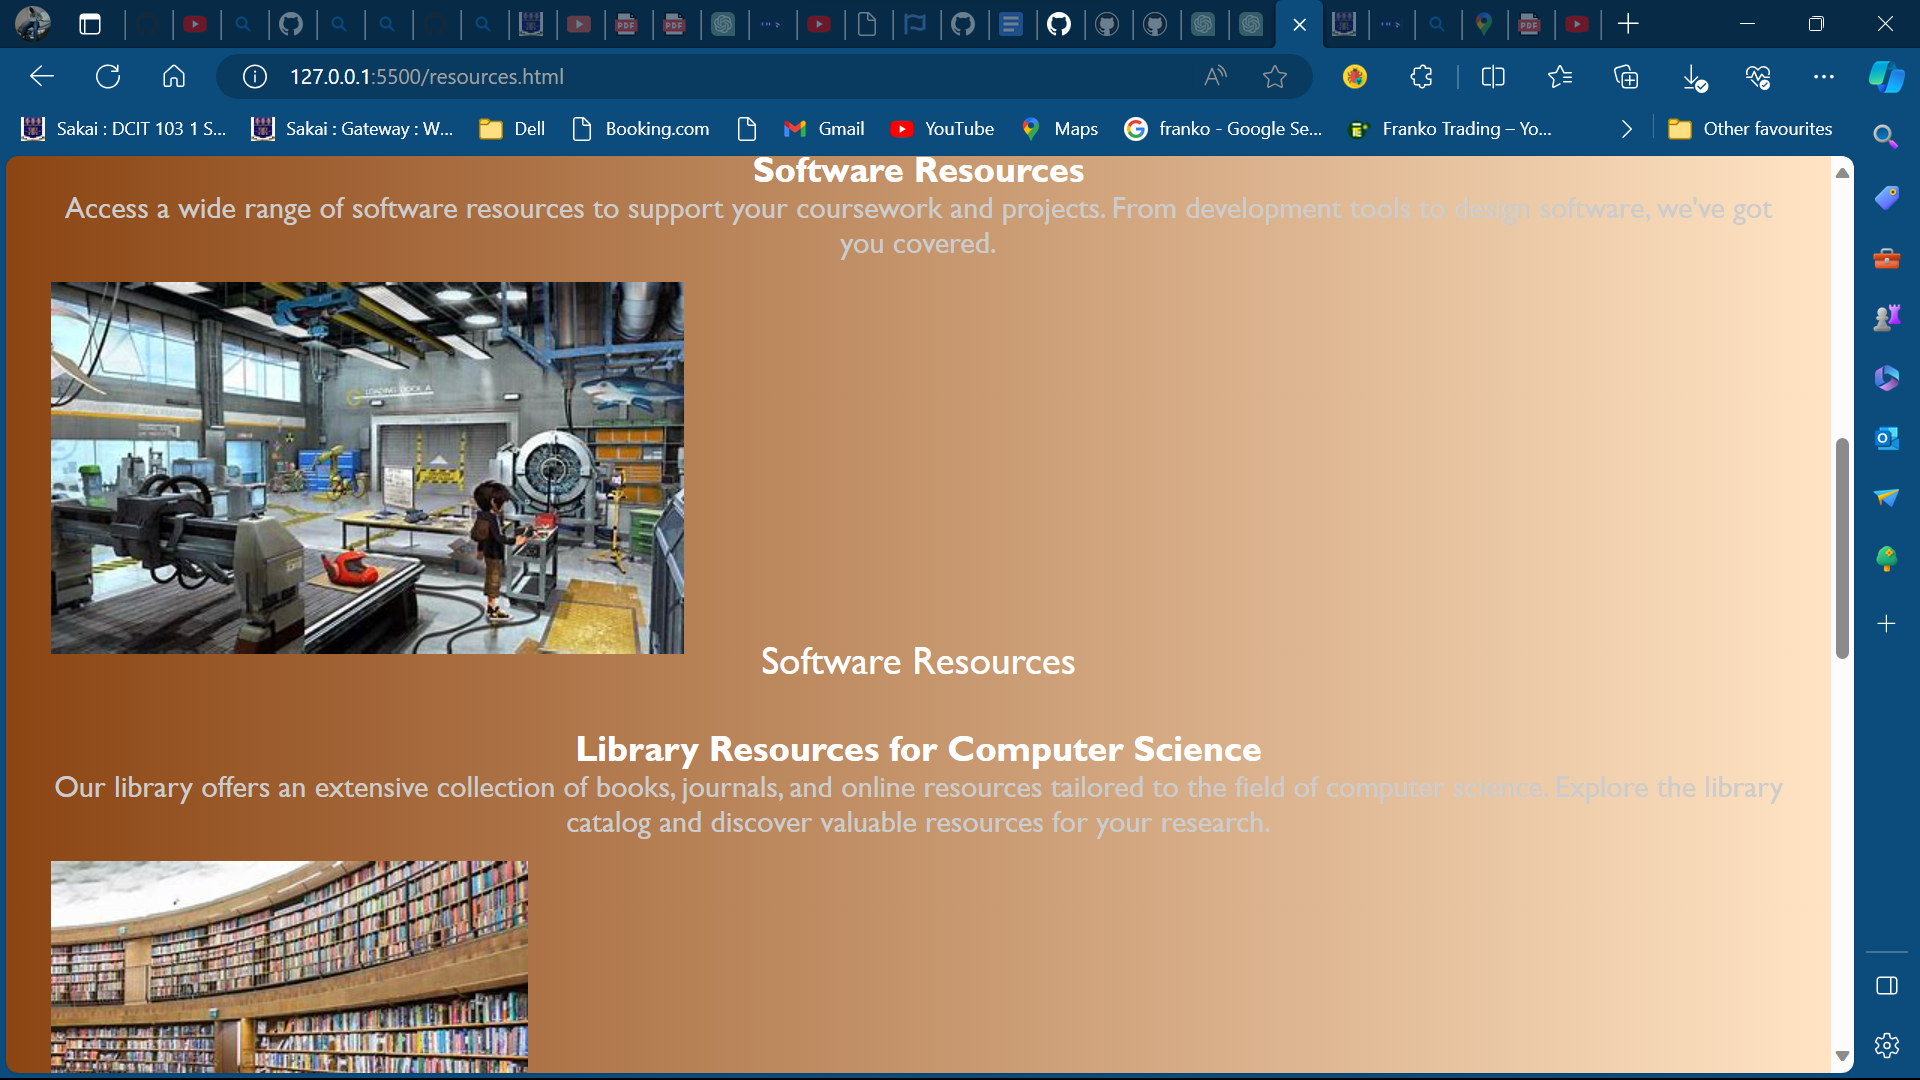 127.0.0.1:5500/resources.html
Sakai : DCIT 103 1 S...
Sakai : Gateway : W...
Dell
Booking.com
Gmail
YouTube
Maps
franko - Google Se...
Franko Trading – Yo...
Other favourites
Software Resources
Access a wide range of software resources to support your coursework and projects. From development tools to design software, we've got
you covered.
LOADING DOCK A
Software Resources
Library Resources for Computer Science
Our library offers an extensive collection of books, journals, and online resources tailored to the field of computer science. Explore the library
catalog and discover valuable resources for your research.